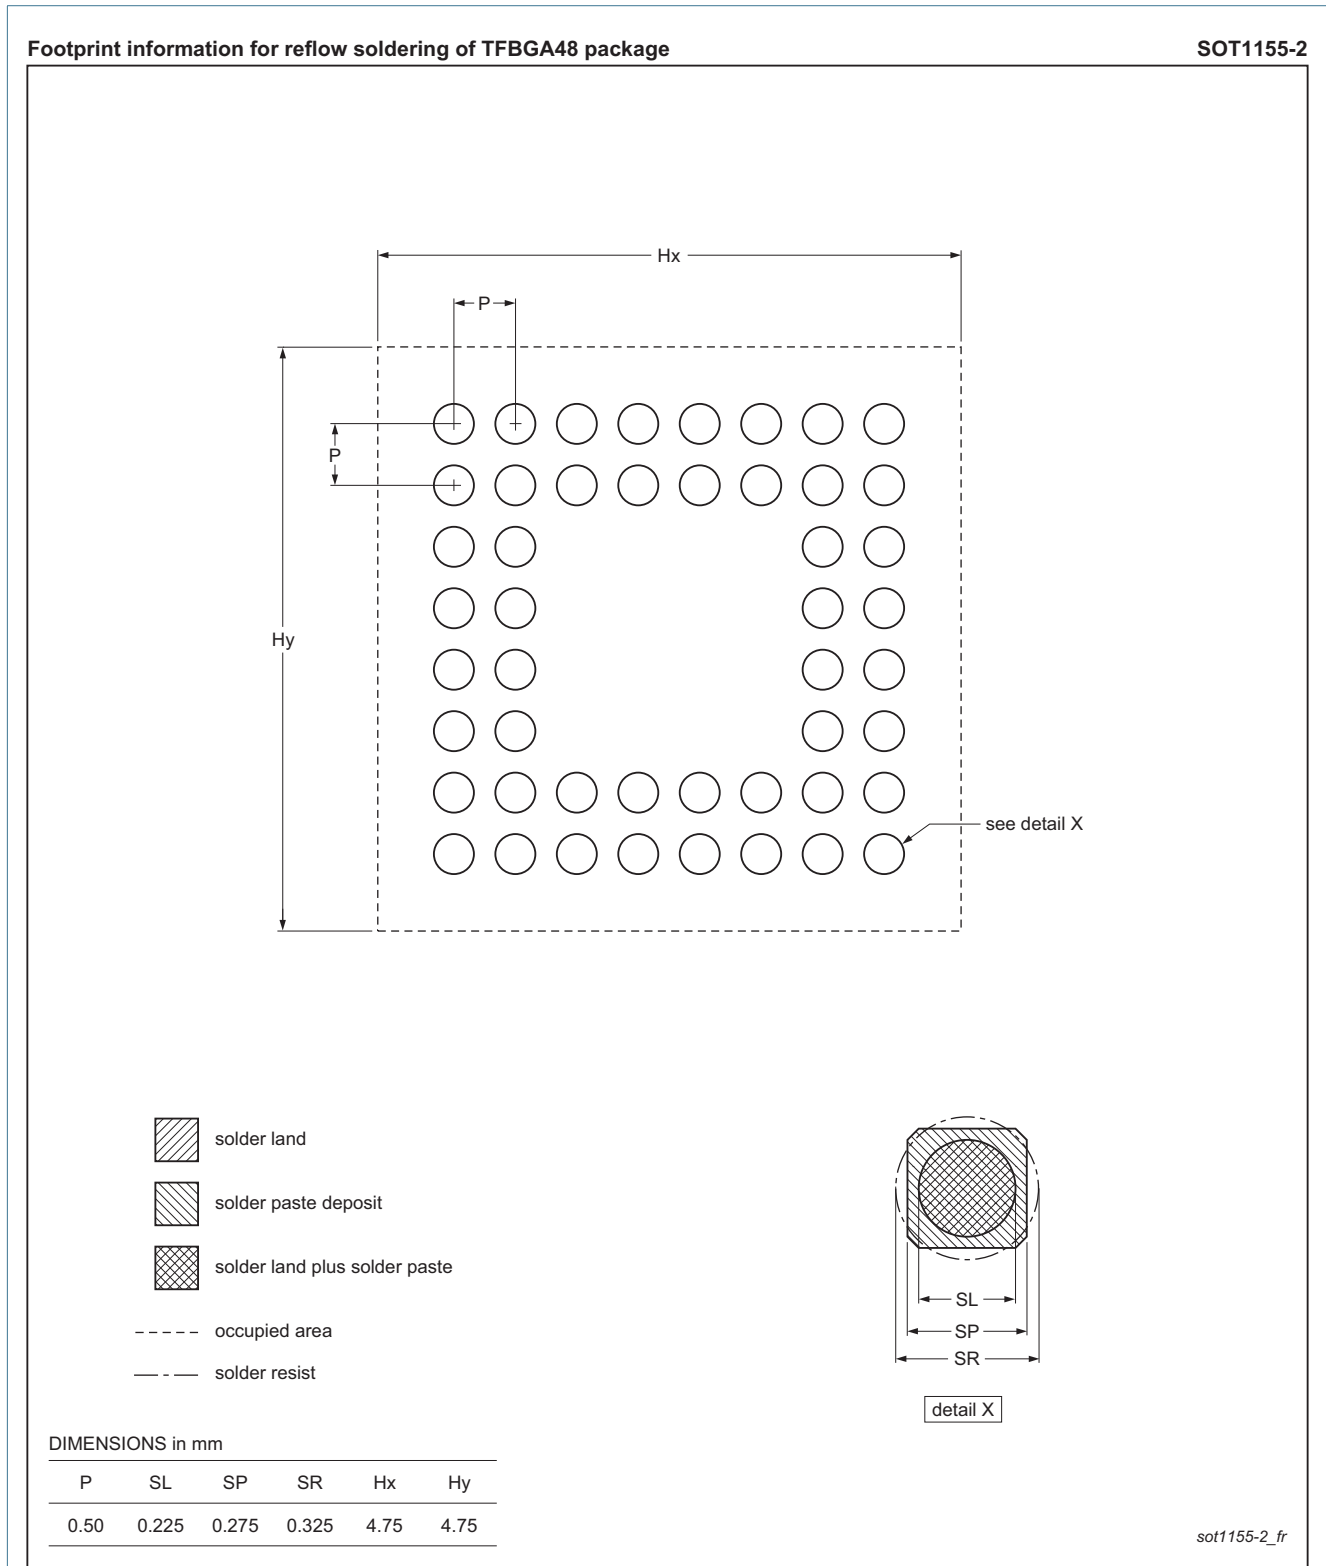 Footprint information for reflow soldering of TFBGA48 package SOT1155-2
Hx
P
P
Hy
see detail X
solder land
solder paste deposit
solder land plus solder paste
occupied area
solder resist
SL
SP
SR
detail X
DIMENSIONS in mm
P SL SP SR Hx Hy
0.50 0.225 0.275 0.325 4.75 4.75
sot1155-2_fr